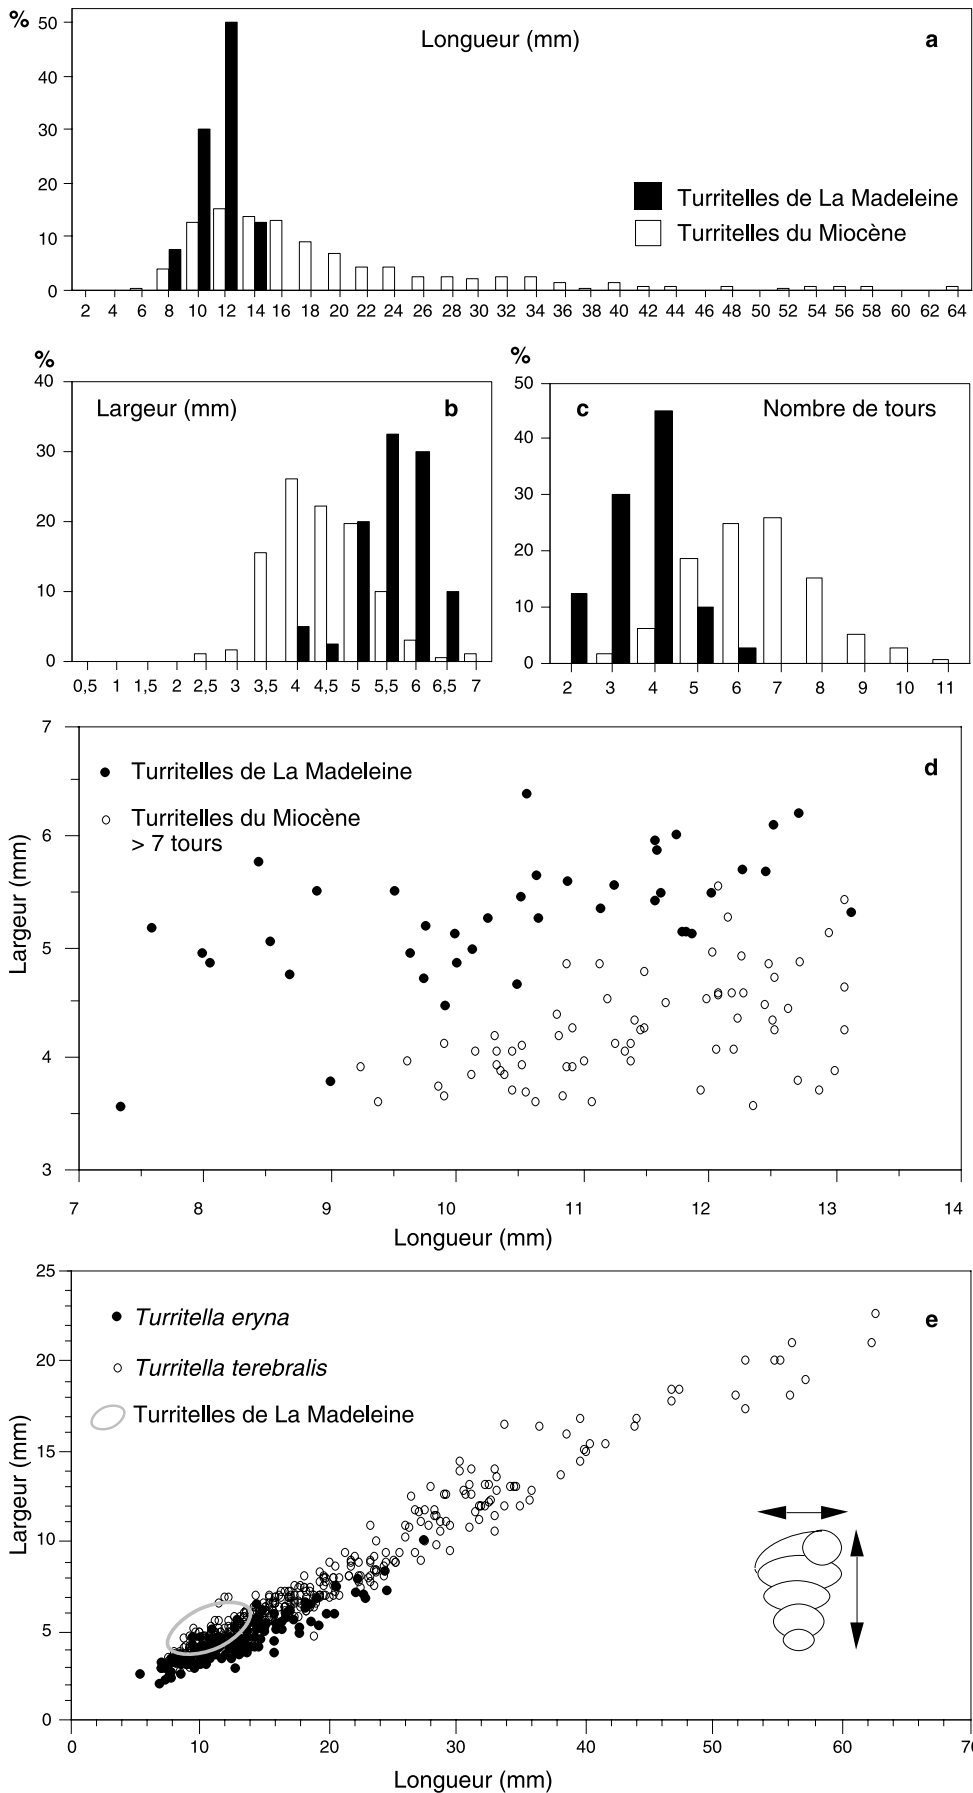 % 50
Longueur (mm)
a
40
30
20
10
0
Turritelles de La Madeleine
Turritelles du Miocène
2 4 6 8 10 12 14 16 18 20 22 24 26 28 30 32 34 36 38 40 42 44 46 48 50 52 54 56 58 60 62 64
%
40
Largeur (mm)
b
30
20
10
0
0,5 1 1,5 2 2,5 3 3,5 4 4,5 5 5,5 6 6,5 7
%
50
c
Nombre de tours
40
30
20
10
0
2 3 4 5 6 7 8 9 10 11
7
Turritelles de La Madeleine
d
Turritelles du Miocène
> 7 tours
6
5
4
3
Largeur (mm)
7 8 9 10 11 12 13 14
Longueur (mm)
25
Turritella eryna
e
Turritella terebralis
Turritelles de La Madeleine
20
15
10
5
0
Largeur (mm)
0 10 20 30 40 50 60 70
Longueur (mm)